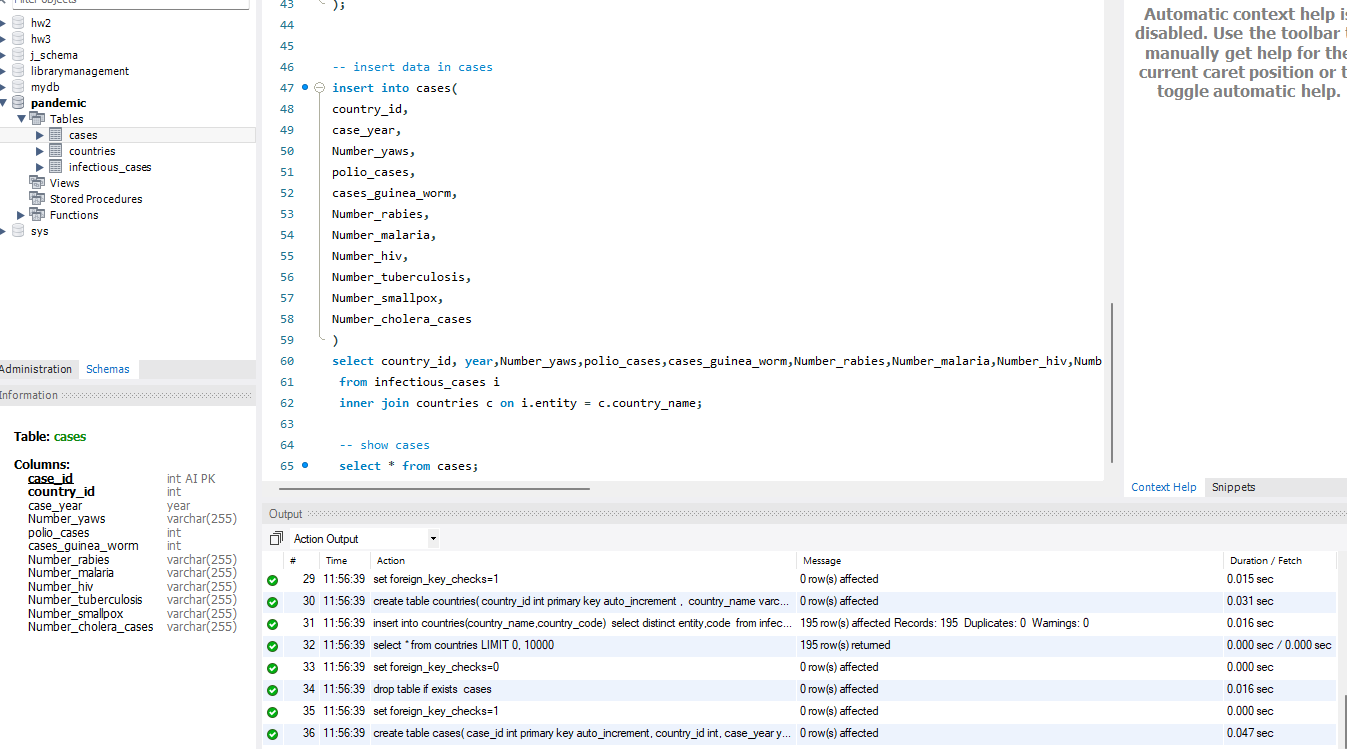 Filter objects
hw2
hw3
j_schema
librarymanagement
mydb
pandemic
Tables
cases
countries
infectious_cases
Views
Stored Procedures
Functions
sys
Administration Schemas
Information
Table: cases
Columns:
case_id int AI PK
country_id int
case_year year
Number_yaws varchar(255)
polio_cases int
cases_guinea_worm int
Number_rabies varchar(255)
Number_malaria varchar(255)
Number_hiv varchar(255)
Number_tuberculosis varchar(255)
Number_smallpox varchar(255)
Number_cholera_cases varchar(255)
43 );
44
45
46 -- insert data in cases
47 insert into cases(
48 country_id,
49 case_year,
50 Number_yaws,
51 polio_cases,
52 cases_guinea_worm,
53 Number_rabies,
54 Number_malaria,
55 Number_hiv,
56 Number_tuberculosis,
57 Number_smallpox,
58 Number_cholera_cases
59 )
60 select country_id, year,Number_yaws,polio_cases,cases_guinea_worm,Number_rabies,Number_malaria,Number_hiv,Numb
61 from infectious_cases i
62 inner join countries c on i.entity = c.country_name;
63
64 -- show cases
65 select * from cases;
Automatic context help is
disabled. Use the toolbar t
manually get help for the
current caret position or t
toggle automatic help.
Context Help Snippets
Output
Action Output
# Time Action Message Duration / Fetch
29 11:56:39 set foreign_key_checks=1 0 row(s) affected 0.015 sec
30 11:56:39 create table countries( country_id int primary key auto_increment , country_name varc... 0 row(s) affected 0.031 sec
31 11:56:39 insert into countries(country_name,country_code) select distinct entity,code from infec... 195 row(s) affected Records: 195 Duplicates: 0 Warnings: 0 0.016 sec
32 11:56:39 select * from countries LIMIT 0, 10000 195 row(s) returned 0.000 sec / 0.000 sec
33 11:56:39 set foreign_key_checks=0 0 row(s) affected 0.000 sec
34 11:56:39 drop table if exists cases 0 row(s) affected 0.016 sec
35 11:56:39 set foreign_key_checks=1 0 row(s) affected 0.000 sec
36 11:56:39 create table cases( case_id int primary key auto_increment, country_id int, case_year y... 0 row(s) affected 0.047 sec